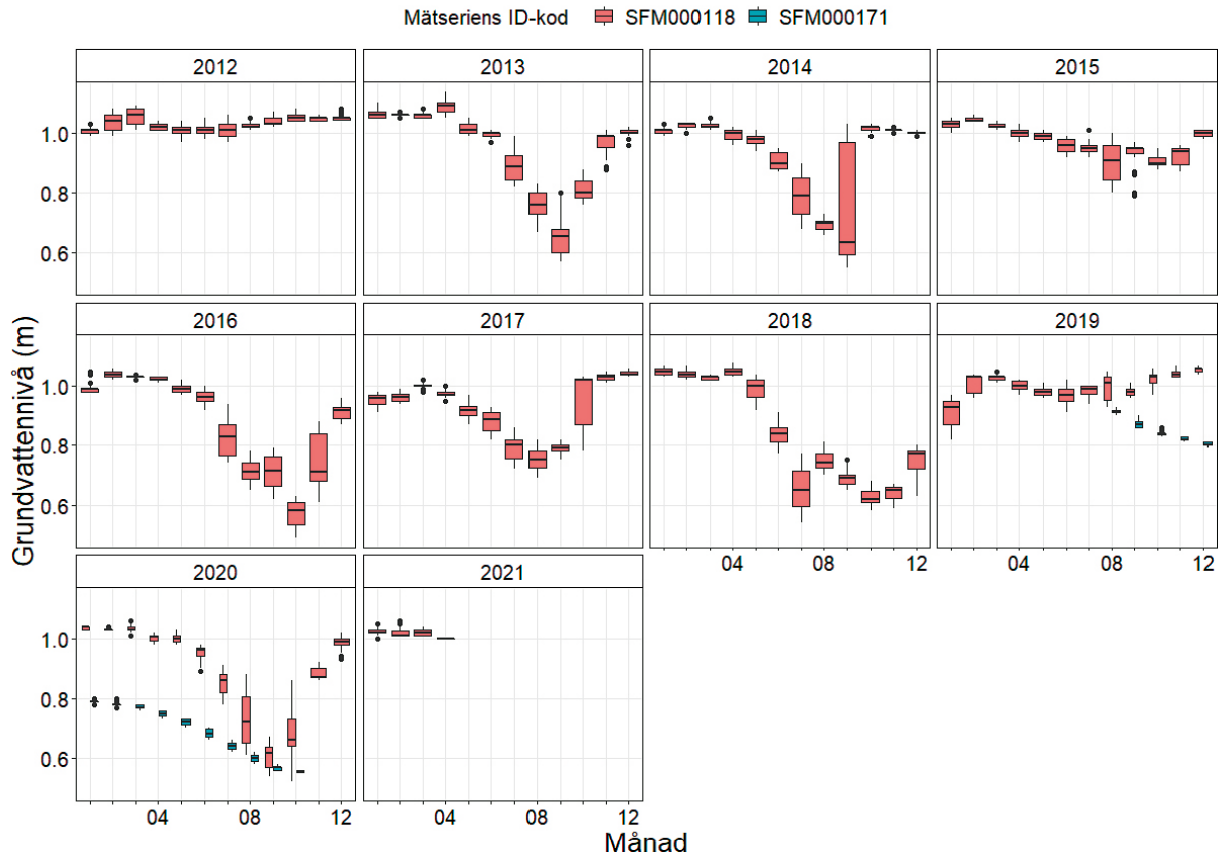 Mätseriens ID-kod SFM000118 SFM000171
2012 2013 2014 2015
1.0
0.8
0.6
2016 2017 2018 2019
1.0
0.8
0.6
04 08 12 04 08 12
2020 2021
1.0
0.8
0.6
04 08 12 04 08 12
Grundvattennivå (m)
Månad